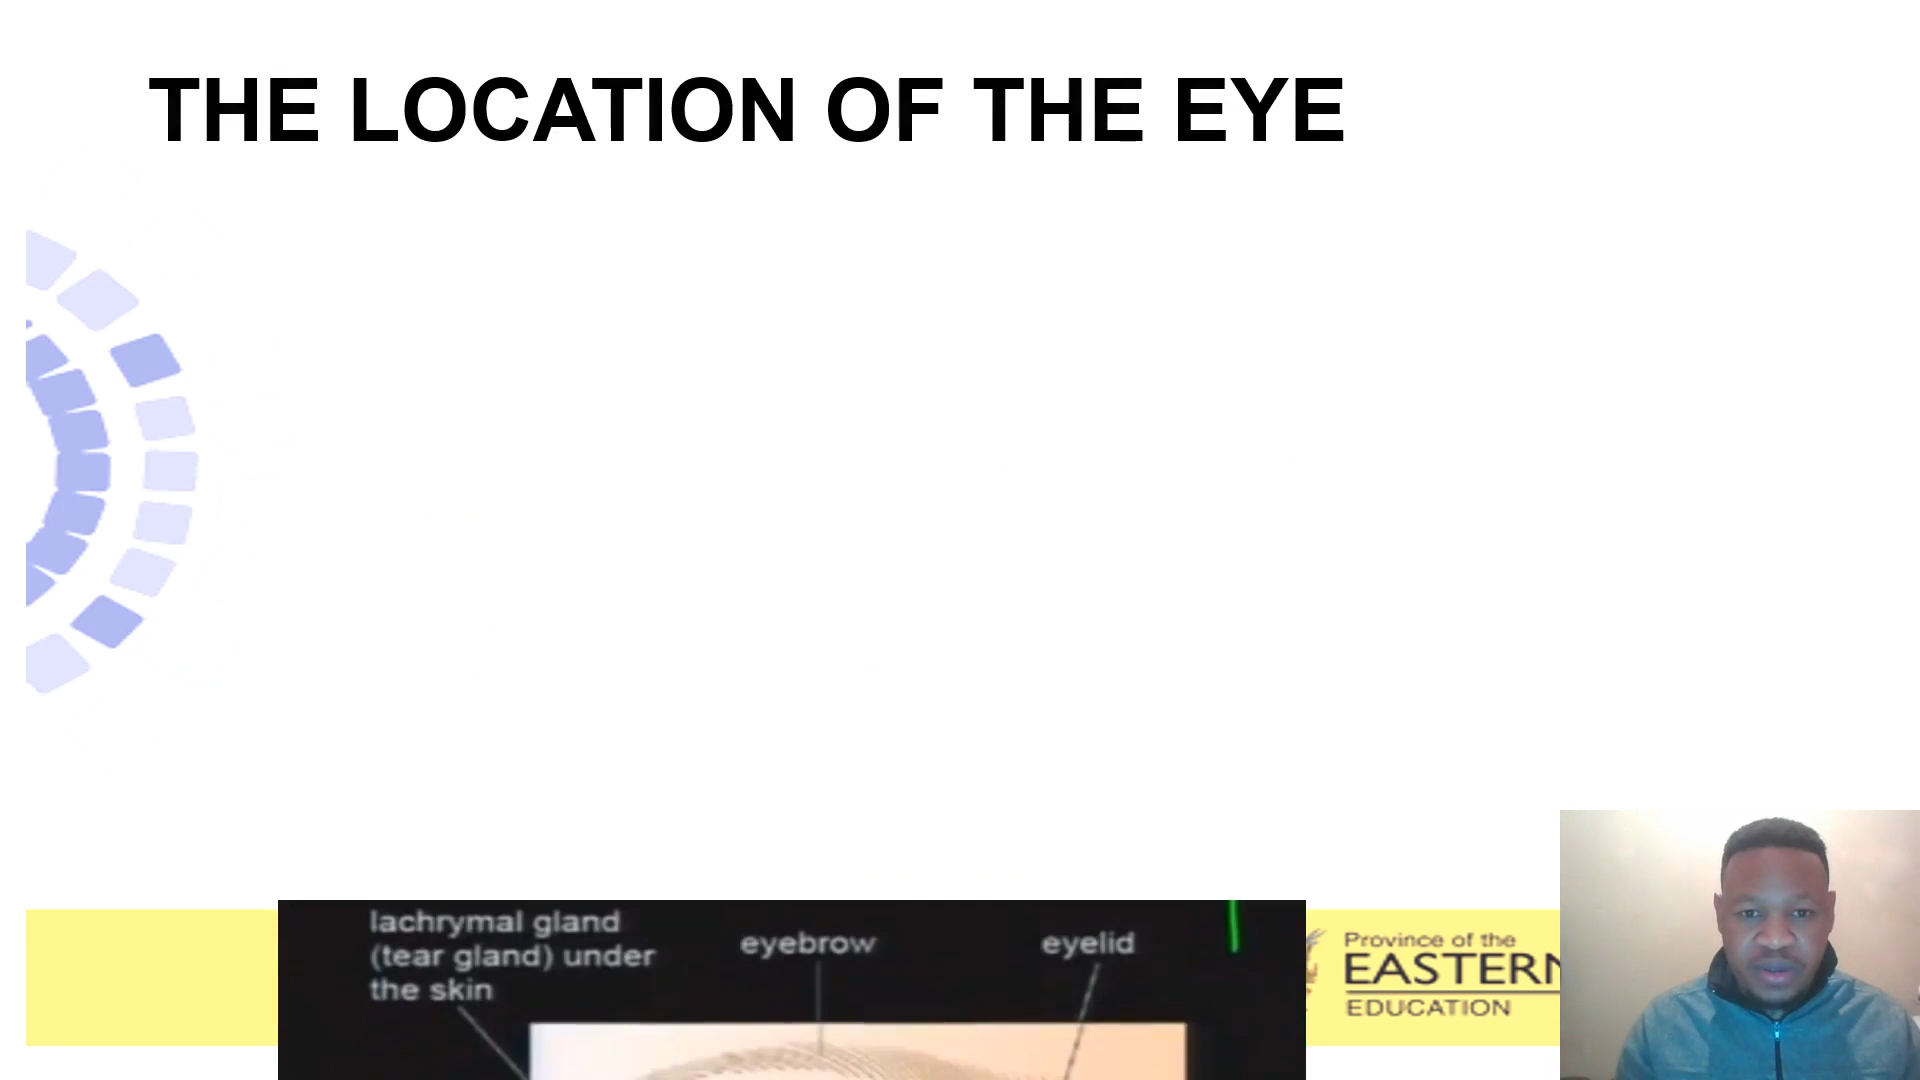 THE LOCATION OF THE EYE
lachrymal gland
(tear gland) under
the skin
eyebrow
eyelid
Province of the
EASTERN
EDUCATION